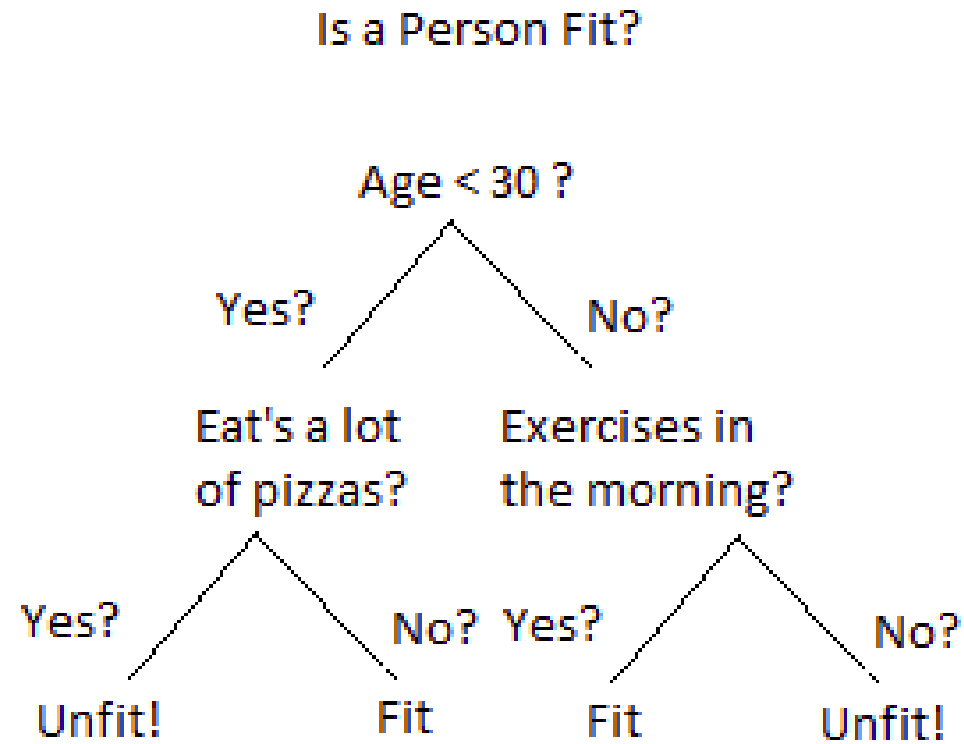 Is a Person Fit?
Age < 30 ?
Yes?
No?
Eat's a lot
of pizzas?
Exercises in
the morning?
Yes?
No?
Yes?
No?
Unfit!
Fit
Fit
Unfit!